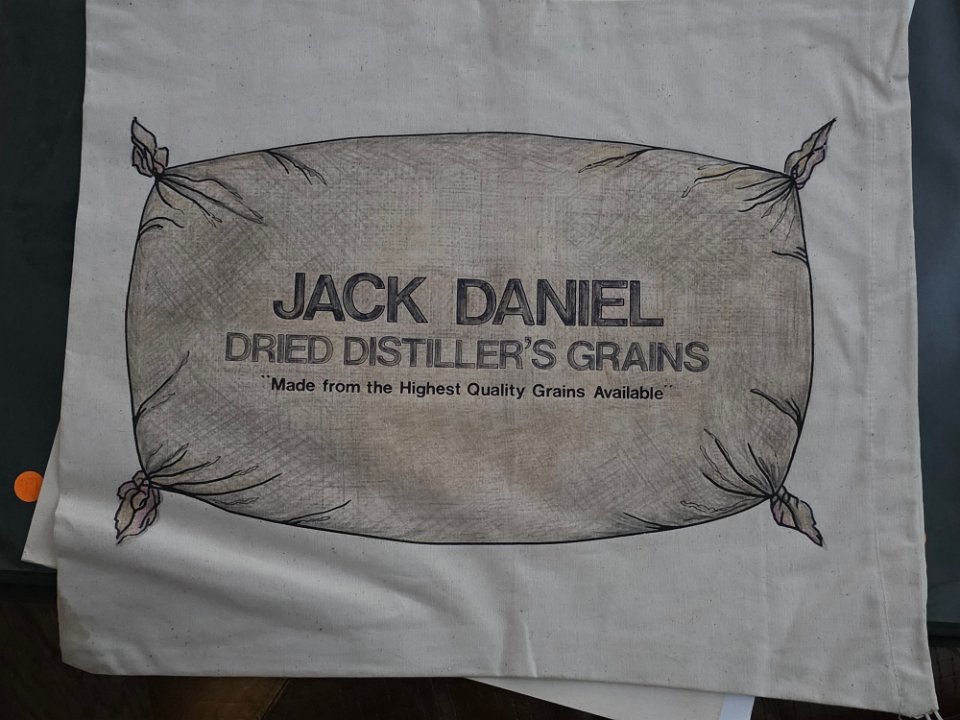 JACK DANIEL
DRIED DISTILLER'S GRAINS
"Made from the Highest Quality Grains Available"